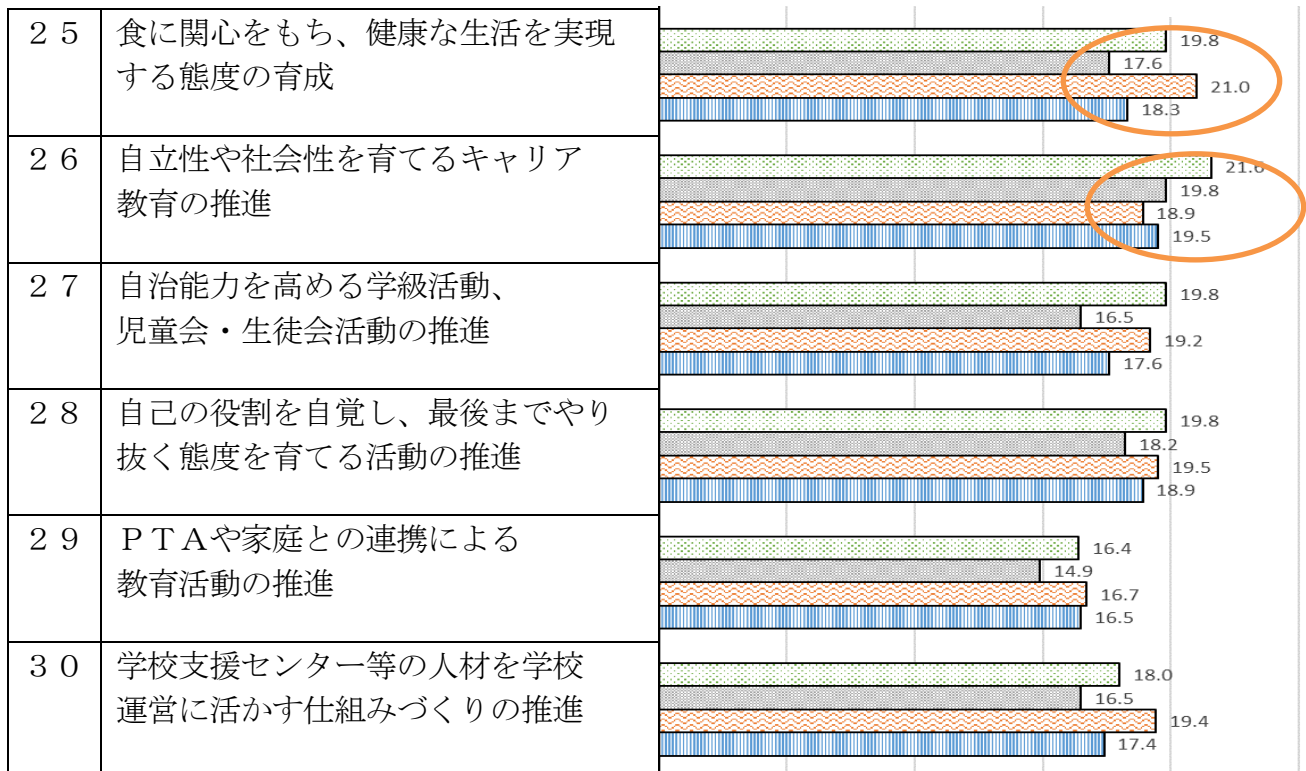 ２５ 食に関心をもち、健康な生活を実現
する態度の育成
19.8
17.6
21.0
18.3
２６ 自立性や社会性を育てるキャリア
教育の推進
21.6
19.8
18.9
19.5
２７ 自治能力を高める学級活動、
児童会・生徒会活動の推進
19.8
16.5
19.2
17.6
２８ 自己の役割を自覚し、最後までやり
抜く態度を育てる活動の推進
19.8
18.2
19.5
18.9
２９ ＰＴＡや家庭との連携による
教育活動の推進
16.4
14.9
16.7
16.5
３０ 学校支援センター等の人材を学校
運営に活かす仕組みづくりの推進
18.0
16.5
19.4
17.4